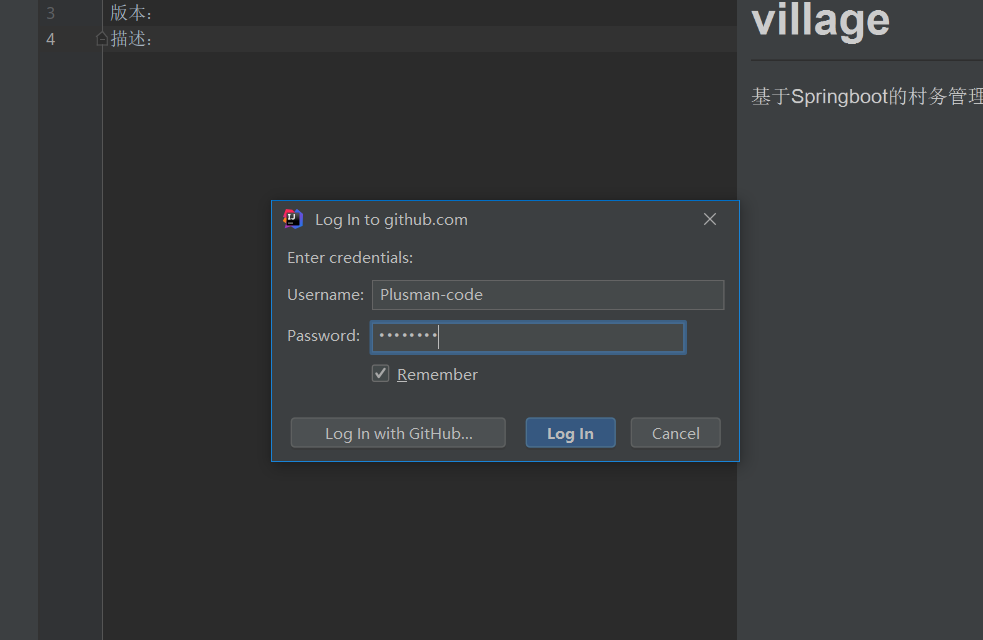 3 版本：
4 描述：
village
基于Springboot的村务管理
Log In to github.com
Enter credentials:
Username: Plusman-code
Password: ••••••••
Remember
Log In with GitHub... Log In Cancel